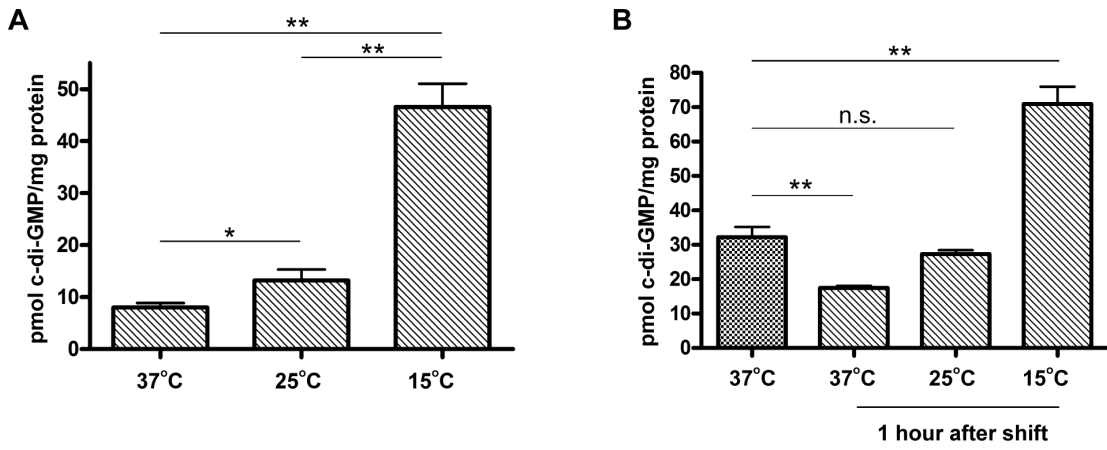 A
**
**
*
pmol c-di-GMP/mg protein
50
40
30
20
10
0
37°C 25°C 15°C
B
**
n.s.
**
pmol c-di-GMP/mg protein
80
70
60
50
40
30
20
10
0
37°C 37°C 25°C 15°C
1 hour after shift